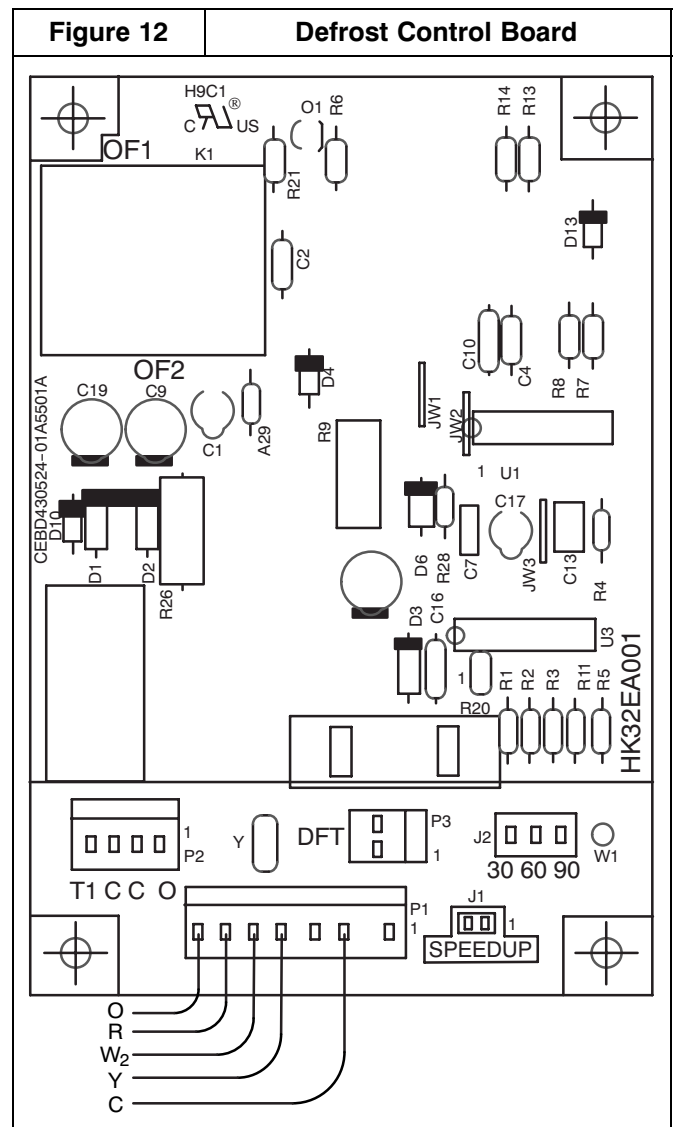 Figure 12
Defrost Control Board
H9C1
C US ®
OF1
K1
O1
R6
R21
R14
R13
D13
C2
OF2
C19
C9
C1
A29
D4
JW1
C10
C4
R8
R7
JW2
R9
1 U1
CEBD430524-01A5501A
D10
D1
D2
R26
D6
R28
C7
C17
JW3
C13
R4
D3
C16
U3
1
R20
R1
R2
R3
R11
R5
HK32EA001
1
P2
T1 C C O
Y
DFT
P3
1
J2
30 60 90
W1
P1
1
J1
1
SPEEDUP
O
R
W2
Y
C